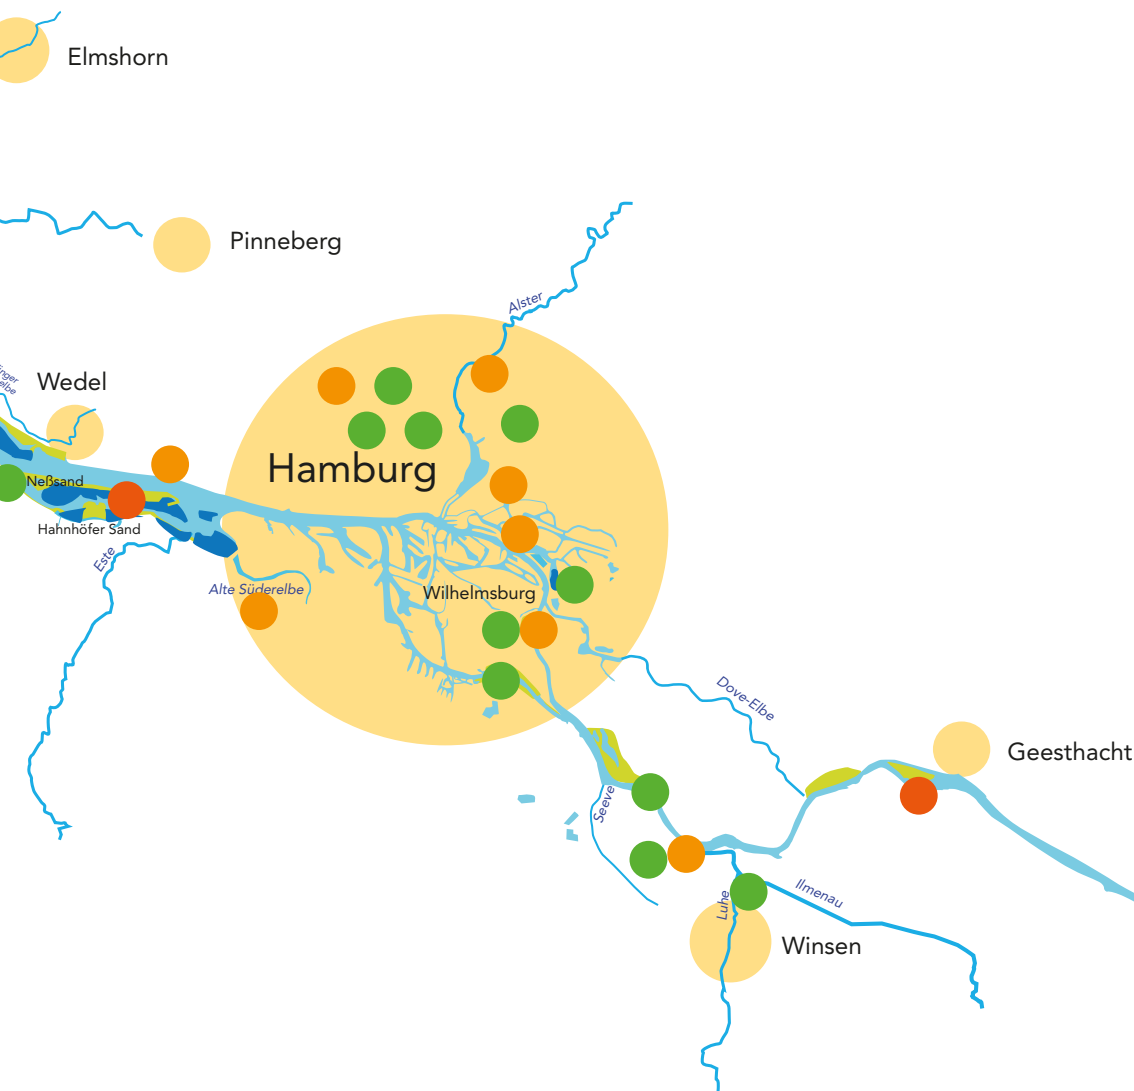 Elmshorn
Pinneberg
Alster
Wedel
Hamburg
Neßsand
Hahnhöfer Sand
Este
Alte Süderelbe
Wilhelmsburg
Dove-Elbe
Geesthacht
Seeve
Ilmenau
Luhe
Winsen